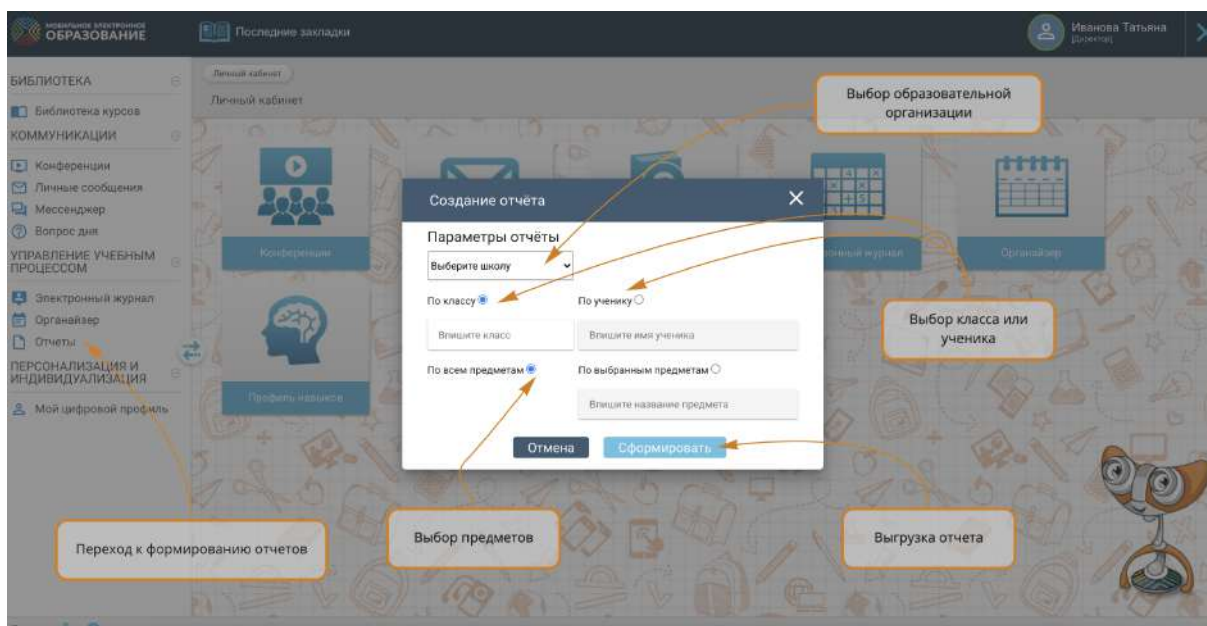 МОБИЛЬНОЕ ЭЛЕКТРОННОЕ
ОБРАЗОВАНИЕ
Последние закладки
Иванова Татьяна
[Директор]
БИБЛИОТЕКА
Библиотека курсов
КОММУНИКАЦИИ
Конференции
Личные сообщения
Мессенджер
Вопрос дня
УПРАВЛЕНИЕ УЧЕБНЫМ
ПРОЦЕССОМ
Электронный журнал
Органайзер
Отчеты
ПЕРСОНАЛИЗАЦИЯ И
ИНДИВИДУАЛИЗАЦИЯ
Мой цифровой профиль
Личный кабинет
Личный кабинет
Конференции
Органайзер
Профиль навыков
Выбор образовательной
организации
Создание отчёта
Параметры отчёты
Выберите школу
По классу
По ученику
Впишите класс
Впишите имя ученика
По всем предметам
По выбранным предметам
Впишите название предмета
Отмена
Сформировать
Выбор класса или
ученика
Переход к формированию отчетов
Выбор предметов
Выгрузка отчета